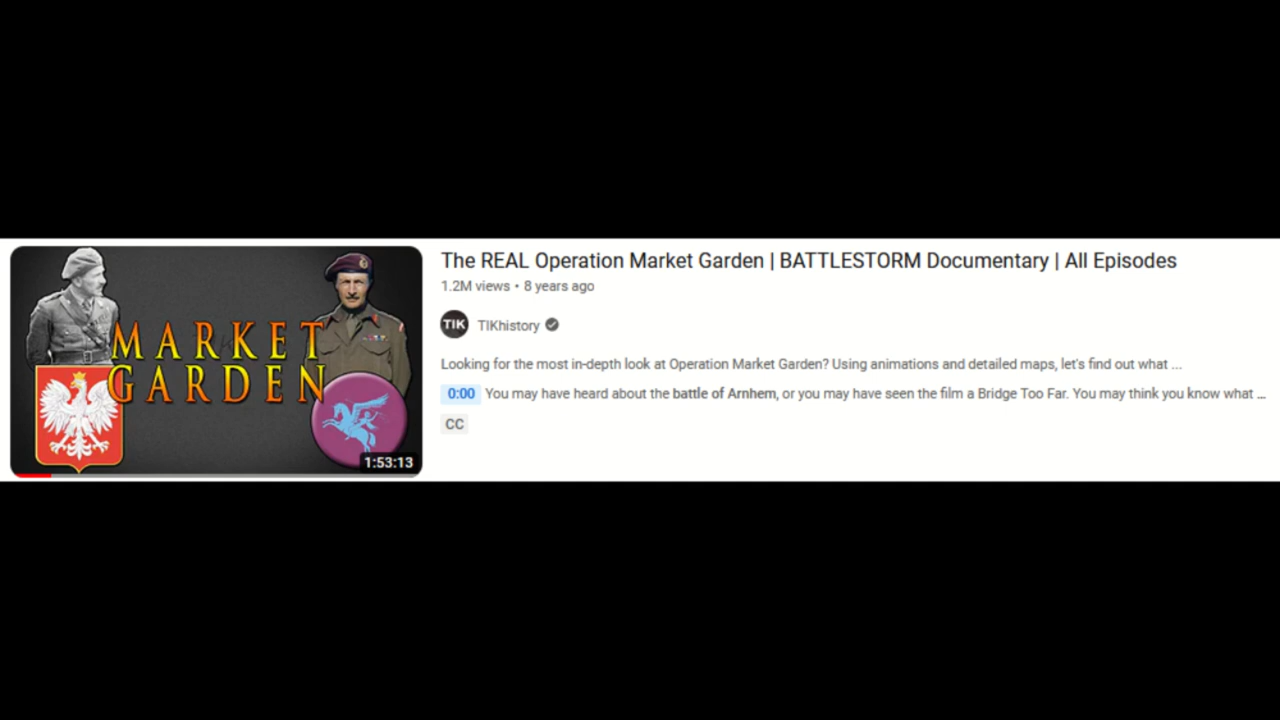 MARKET
GARDEN
1:53:13
The REAL Operation Market Garden | BATTLESTORM Documentary | All Episodes
1.2M views • 8 years ago
TIK TIKhistory
Looking for the most in-depth look at Operation Market Garden? Using animations and detailed maps, let's find out what ...
0:00 You may have heard about the battle of Arnhem, or you may have seen the film a Bridge Too Far. You may think you know what ...
CC